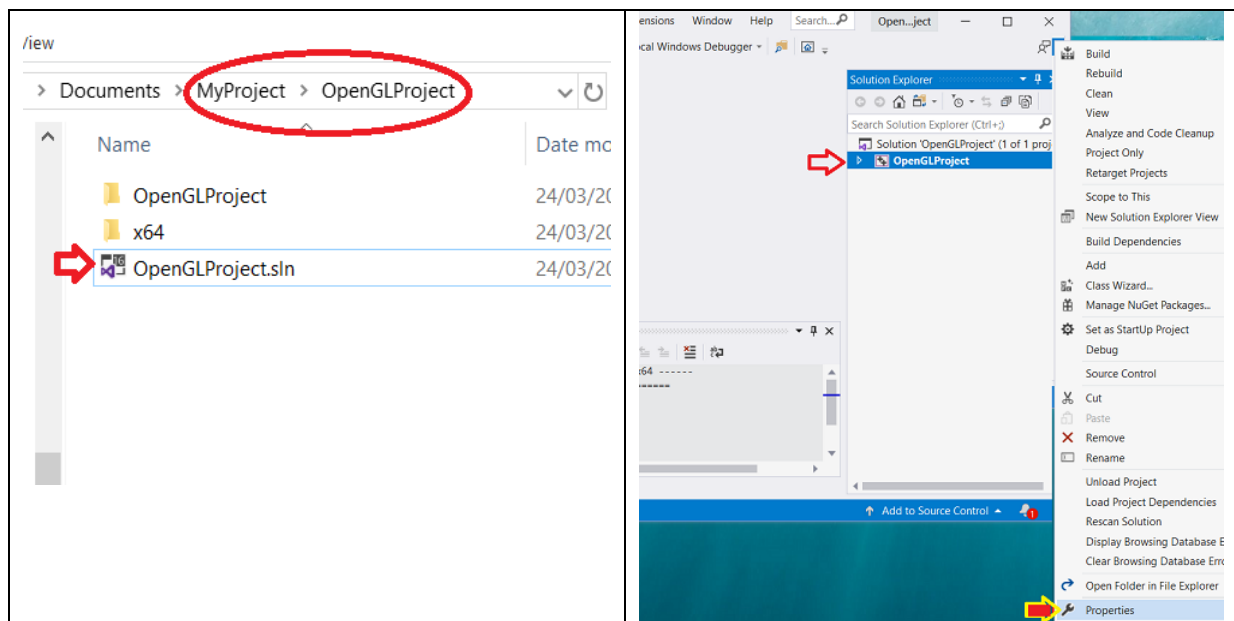 /iew
> Documents > MyProject > OpenGLProject
Name
Date mo
OpenGLProject
24/03/20
x64
24/03/20
OpenGLProject.sln
24/03/20
ensions Window Help Search... Open...ject
cal Windows Debugger
Solution Explorer
Search Solution Explorer (Ctrl+;)
Solution 'OpenGLProject' (1 of 1 proj
OpenGLProject
x64 ------
------
Add to Source Control
1
Build
Rebuild
Clean
View
Analyze and Code Cleanup
Project Only
Retarget Projects
Scope to This
New Solution Explorer View
Build Dependencies
Add
Class Wizard...
Manage NuGet Packages...
Set as StartUp Project
Debug
Source Control
Cut
Paste
Remove
Rename
Unload Project
Load Project Dependencies
Rescan Solution
Display Browsing Database E
Clear Browsing Database Erro
Open Folder in File Explorer
Properties